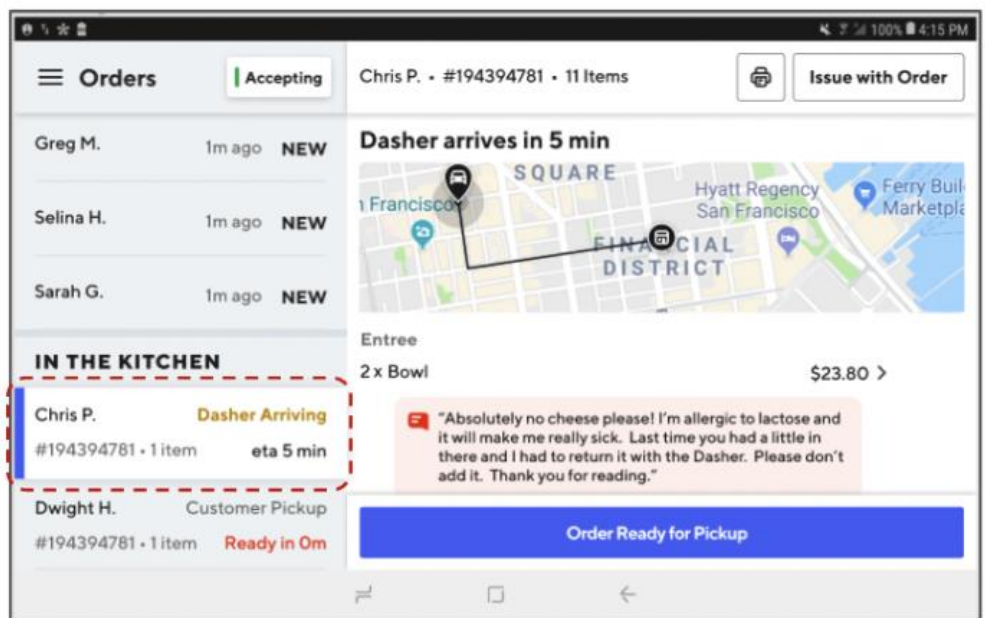 100% 4:15 PM
Orders
Accepting
Chris P. • #194394781 • 11 Items
Issue with Order
Greg M.
1m ago NEW
Selina H.
1m ago NEW
Sarah G.
1m ago NEW
IN THE KITCHEN
Chris P.
Dasher Arriving
#194394781 • 1 item
eta 5 min
Dwight H.
Customer Pickup
#194394781 • 1 item
Ready in 0m
Dasher arrives in 5 min
SQUARE
Francisco
Hyatt Regency
San Francisco
Ferry Buil
Marketpla
FINANCIAL
DISTRICT
Entree
2 x Bowl
$23.80 >
"Absolutely no cheese please! I'm allergic to lactose and
it will make me really sick. Last time you had a little in
there and I had to return it with the Dasher. Please don't
add it. Thank you for reading."
Order Ready for Pickup